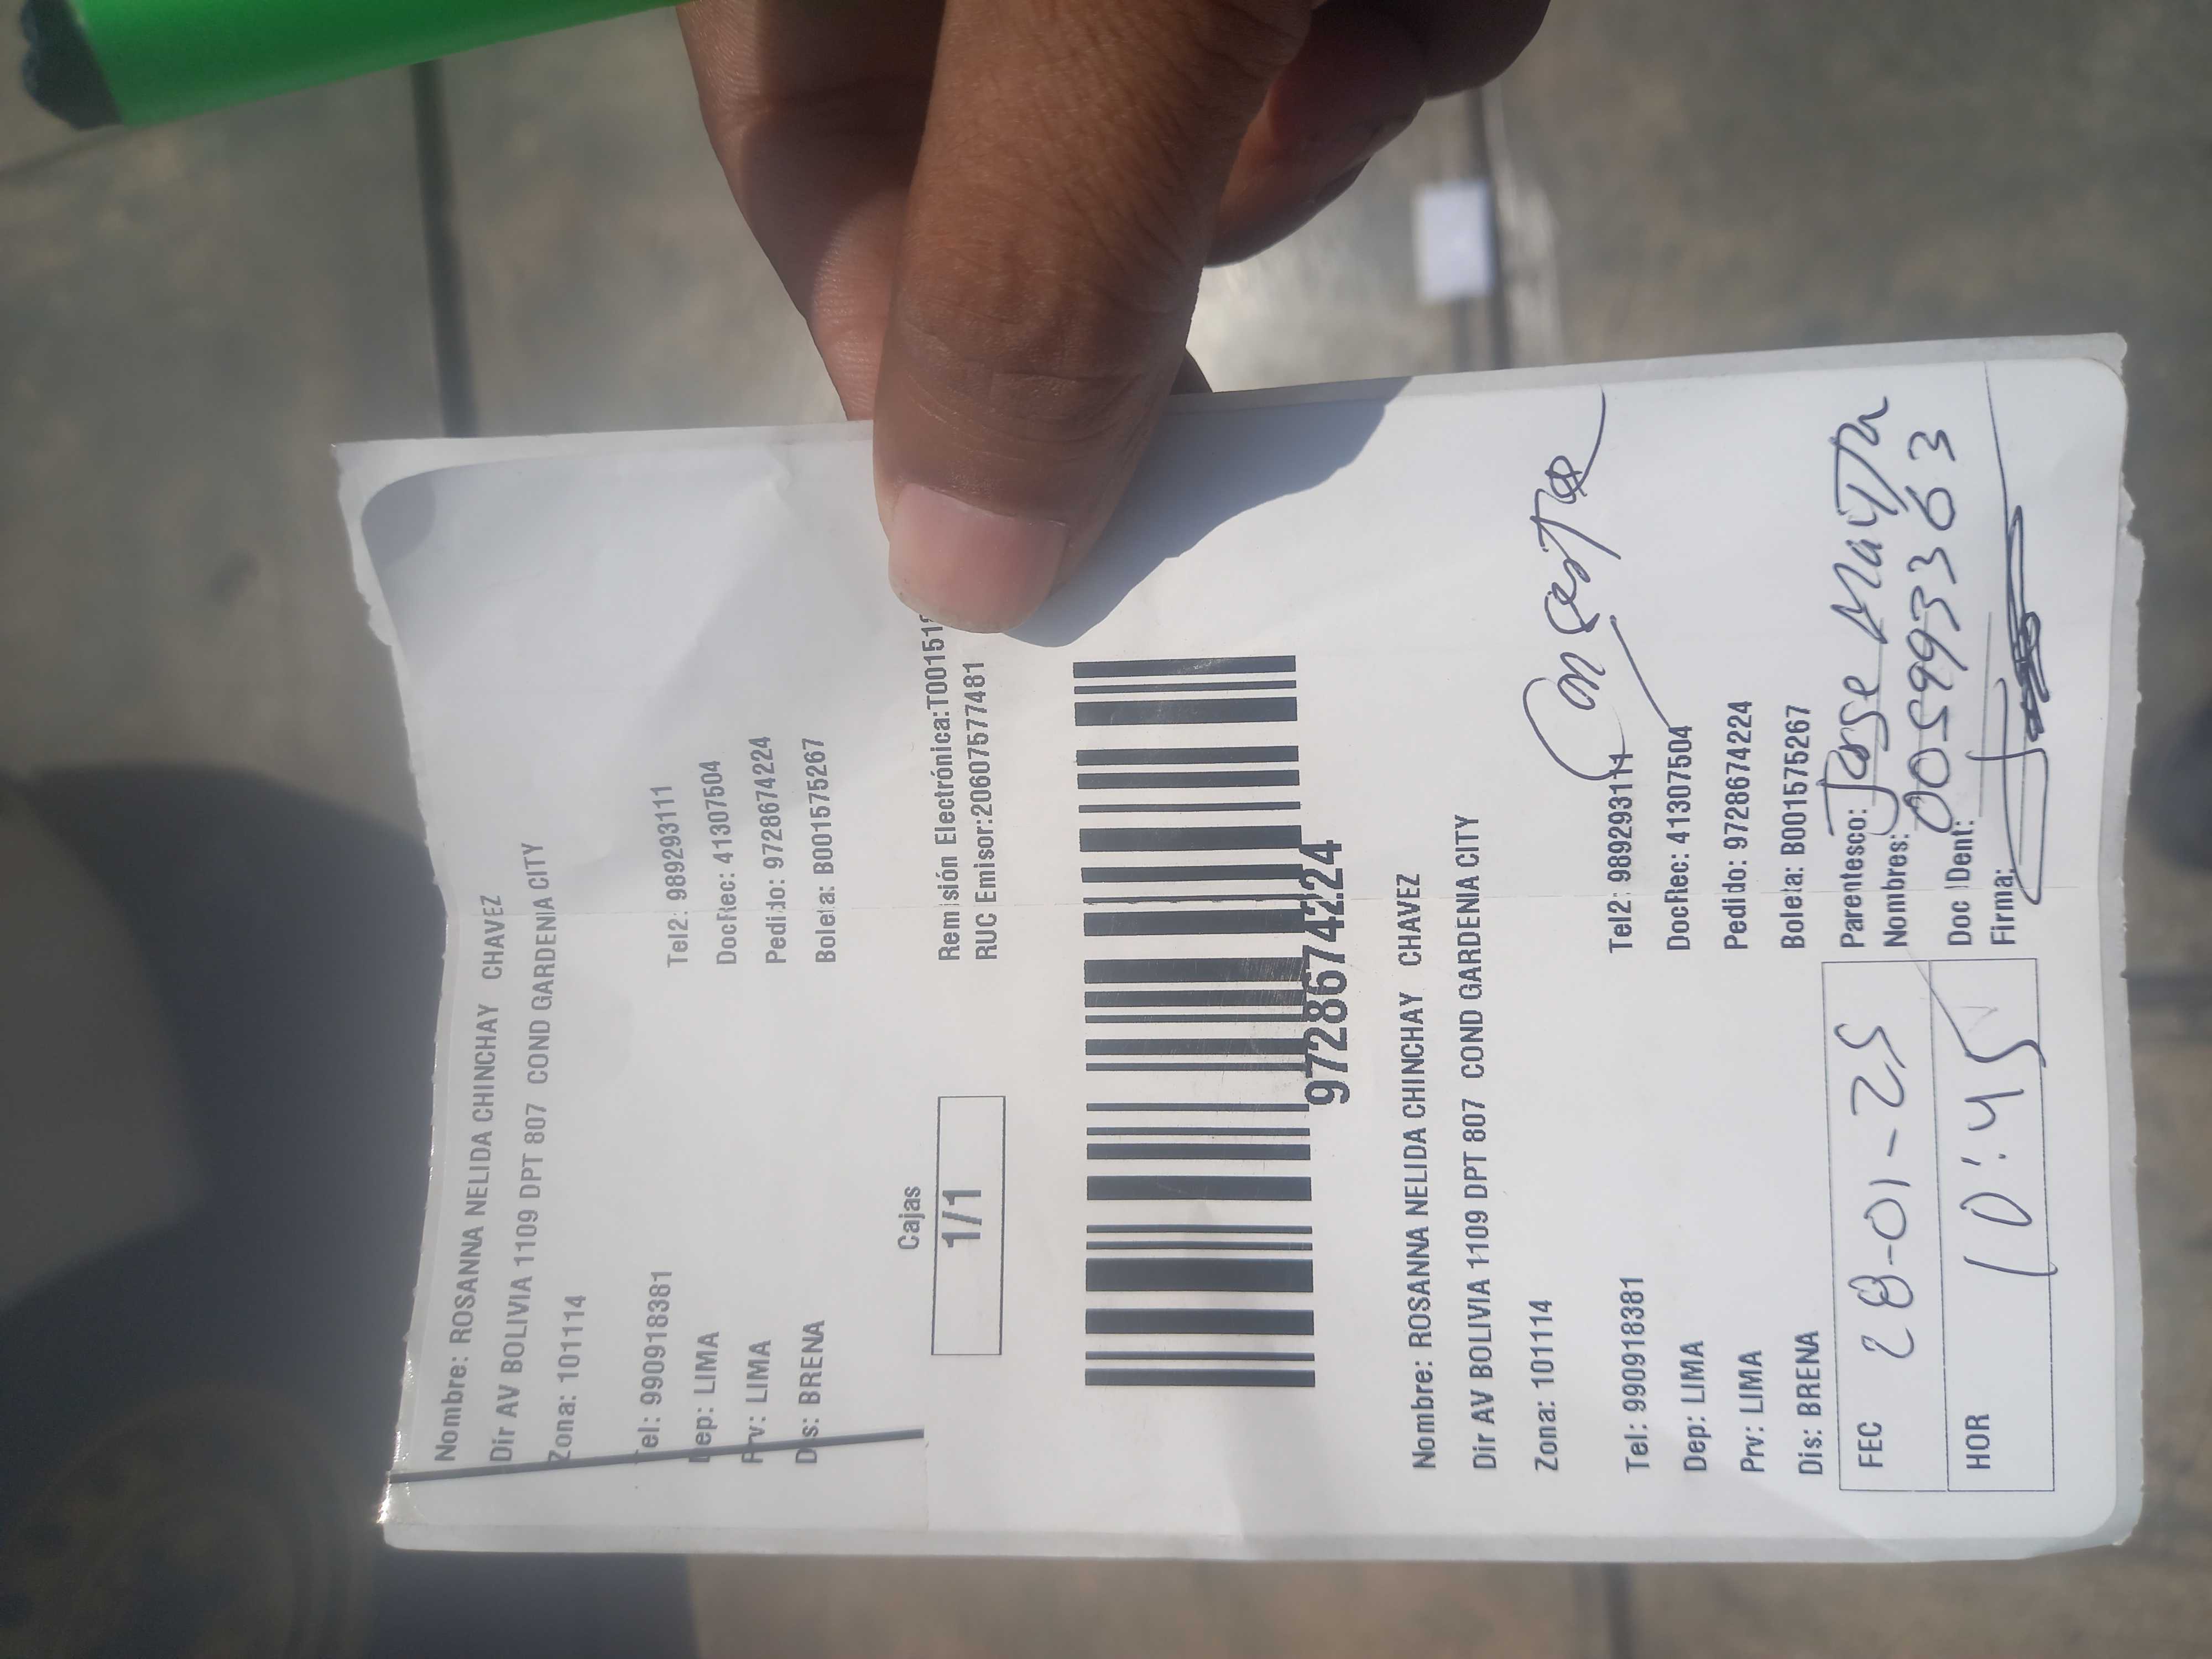 Nombre: ROSANNA NELIDA CHINCHAY CHAVEZ
Dir AV BOLIVIA 1109 DPT 807 COND GARDENIA CITY
Zona: 101114
Tel: 990918381 Tel2: 989293111
Dep: LIMA DocRec: 41307504
Prv: LIMA Pedido: 9728674224
Dis: BRENA Boleta: B001575267
Cajas
1/1
Remisión Electrónica:T00151
RUC Emisor:20607577481
9728674224
Nombre: ROSANNA NELIDA CHINCHAY CHAVEZ
Dir AV BOLIVIA 1109 DPT 807 COND GARDENIA CITY
Zona: 101114
Tel: 990918381 Tel2: 989293111
Dep: LIMA DocRec: 41307504
Prv: LIMA Pedido: 9728674224
Dis: BRENA Boleta: B001575267
FEC 28-01-25 Parentesco:
Nombres: Jose Mayta
HOR 10:45 Doc Ident: 005993363
Firma: